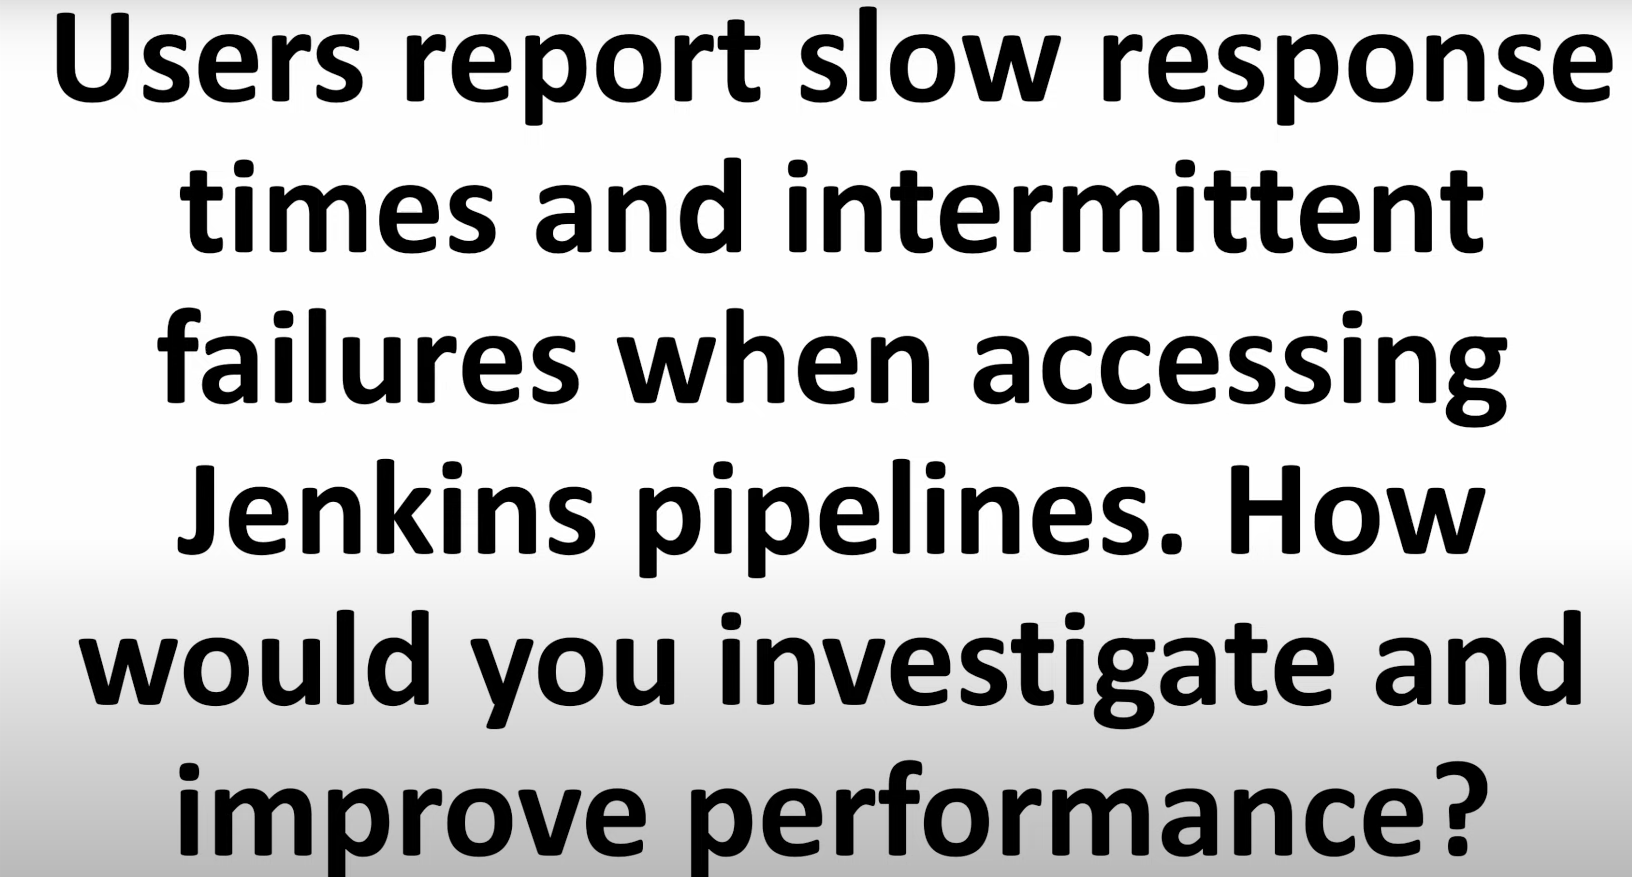 Users report slow response
times and intermittent
failures when accessing
Jenkins pipelines. How
would you investigate and
improve performance?